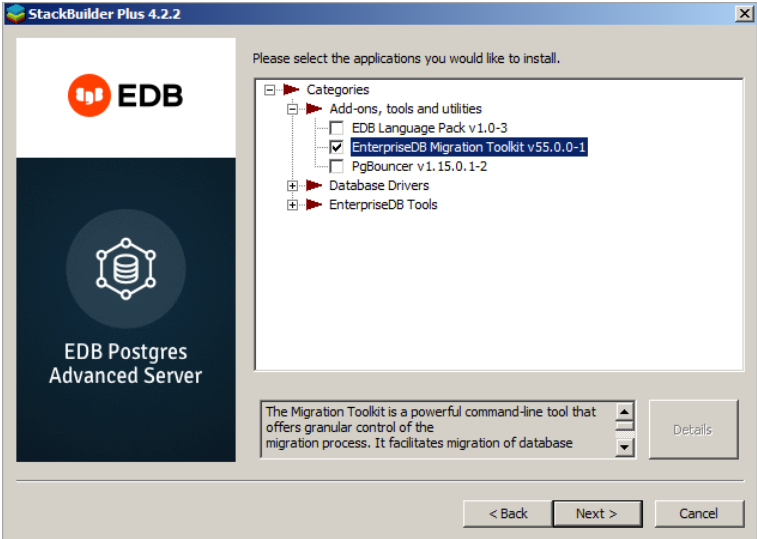 StackBuilder Plus 4.2.2
EDB
EDB Postgres
Advanced Server
Please select the applications you would like to install.
Categories
Add-ons, tools and utilities
EDB Language Pack v1.0-3
EnterpriseDB Migration Toolkit v55.0.0-1
PgBouncer v1.15.0.1-2
Database Drivers
EnterpriseDB Tools
The Migration Toolkit is a powerful command-line tool that
offers granular control of the
migration process. It facilitates migration of database
Details
< Back
Next >
Cancel